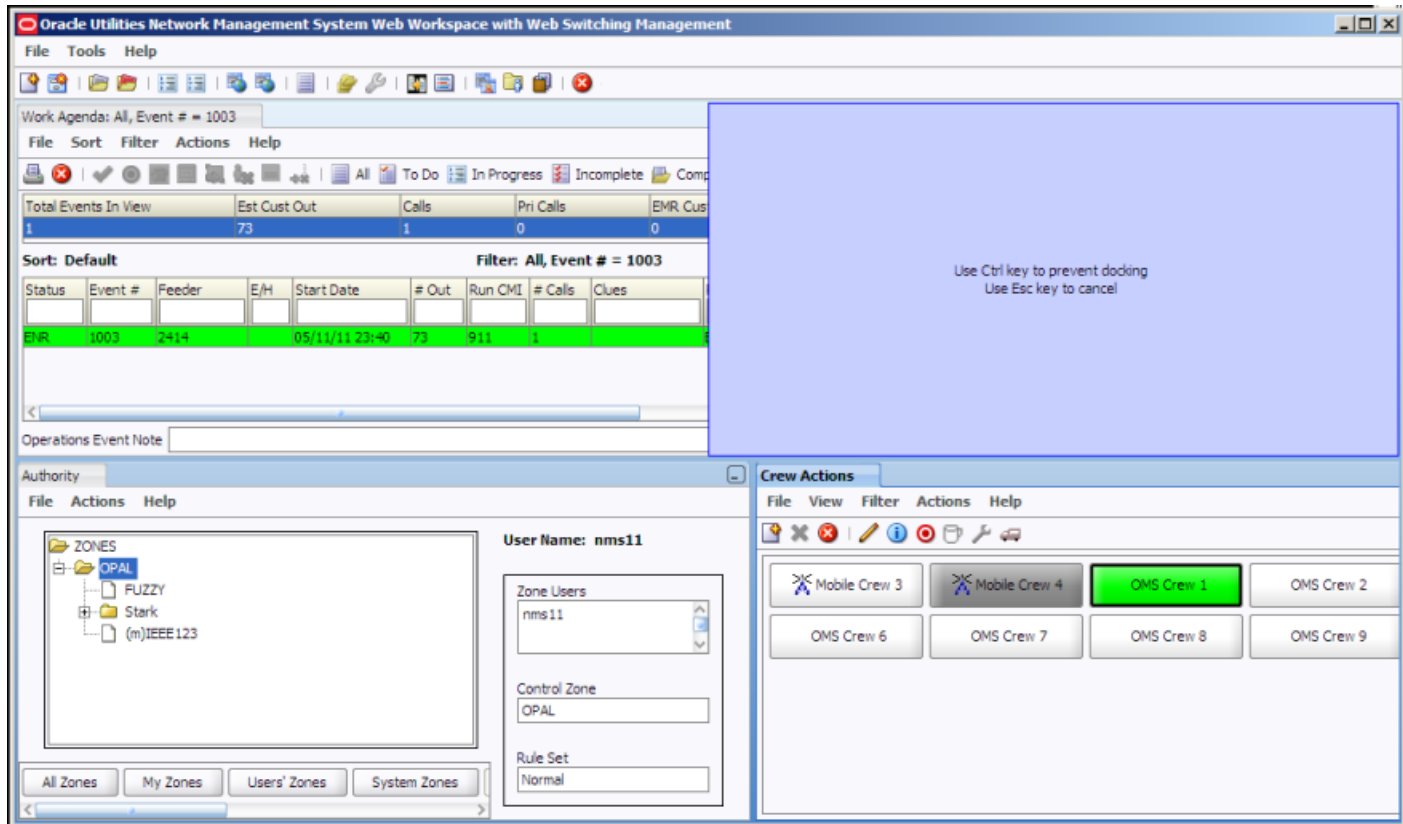 Oracle Utilities Network Management System Web Workspace with Web Switching Management
File Tools Help
Work Agenda: All, Event # = 1003
File Sort Filter Actions Help
All To Do In Progress Incomplete Comp
Total Events In View Est Cust Out Calls Pri Calls EMR Cus
1 73 1 0 0
Sort: Default Filter: All, Event # = 1003
Status Event # Feeder E/H Start Date # Out Run CMI # Calls Clues
ENR 1003 2414 05/11/11 23:40 73 911 1
Operations Event Note
Use Ctrl key to prevent docking
Use Esc key to cancel
Authority
File Actions Help
ZONES
OPAL
FUZZY
Stark
(m)IEEE123
User Name: nms11
Zone Users
nms11
Control Zone
OPAL
Rule Set
Normal
All Zones My Zones Users' Zones System Zones
Crew Actions
File View Filter Actions Help
Mobile Crew 3 Mobile Crew 4 OMS Crew 1 OMS Crew 2
OMS Crew 6 OMS Crew 7 OMS Crew 8 OMS Crew 9